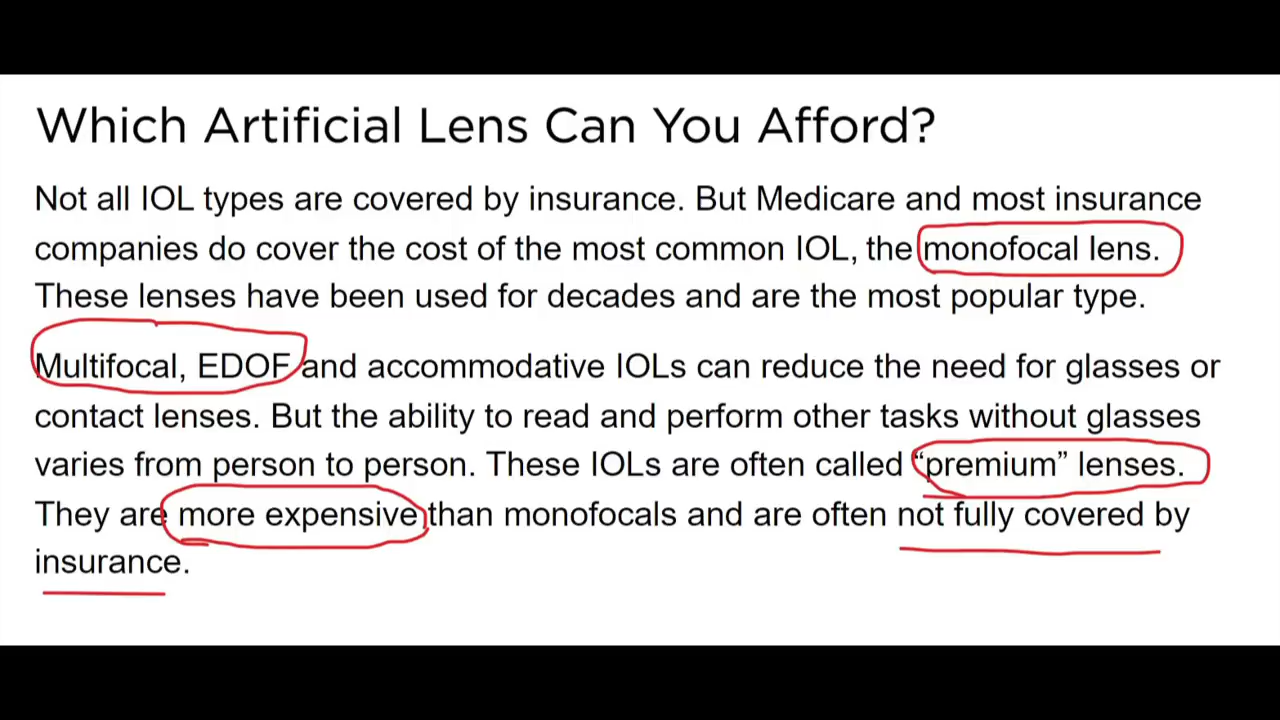 Which Artificial Lens Can You Afford?
Not all IOL types are covered by insurance. But Medicare and most insurance
companies do cover the cost of the most common IOL, the monofocal lens.
These lenses have been used for decades and are the most popular type.
Multifocal, EDOF and accommodative IOLs can reduce the need for glasses or
contact lenses. But the ability to read and perform other tasks without glasses
varies from person to person. These IOLs are often called “premium” lenses.
They are more expensive than monofocals and are often not fully covered by
insurance.